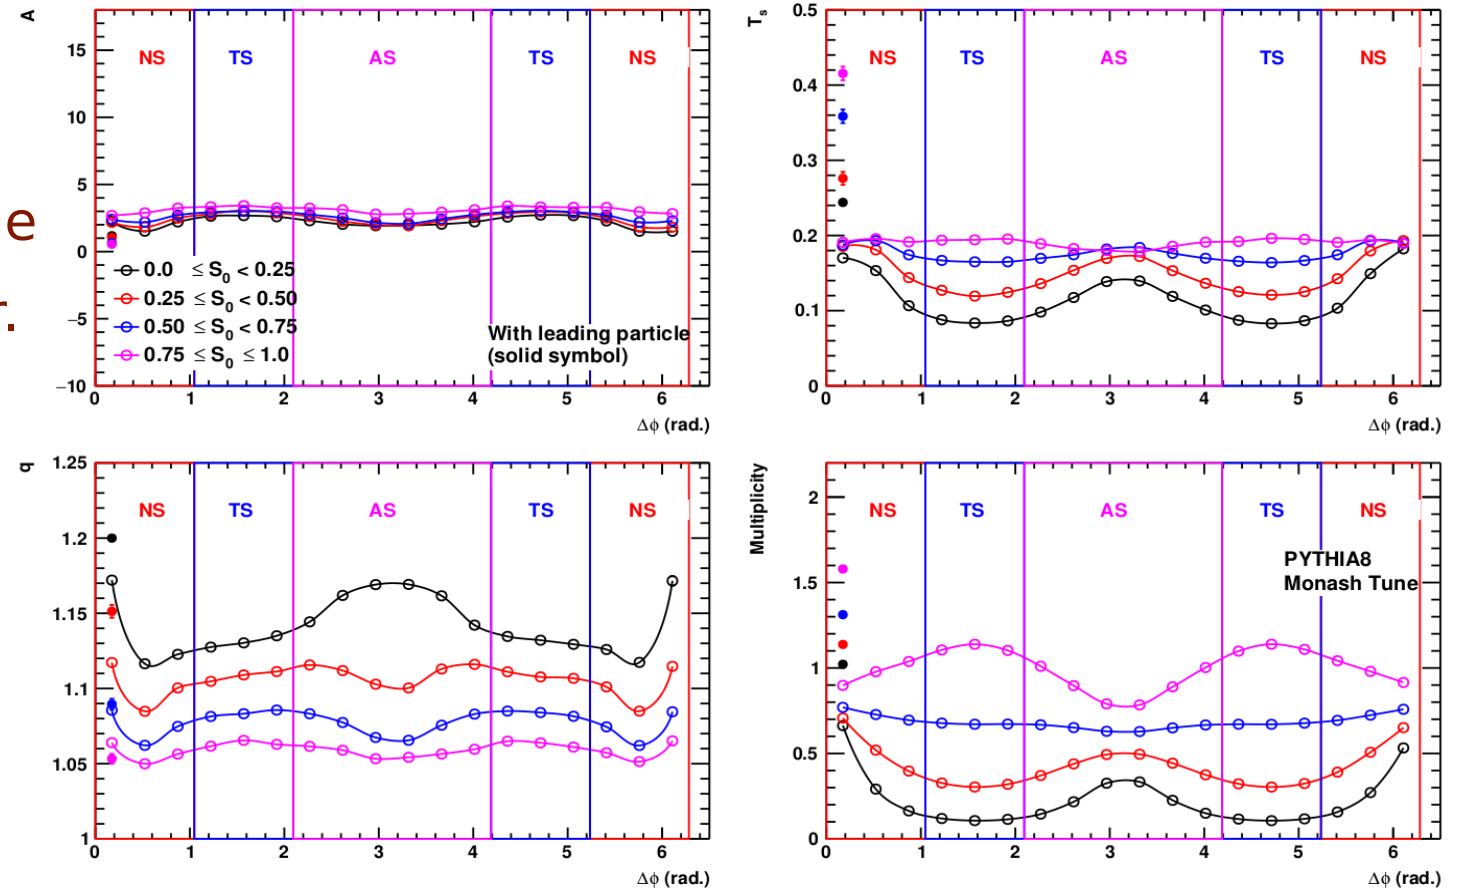 A
15
10
5
0
−5
−10
NS
TS
AS
TS
NS
0.0 ≤ S0 < 0.25
0.25 ≤ S0 < 0.50
0.50 ≤ S0 < 0.75
0.75 ≤ S0 ≤ 1.0
With leading particle
(solid symbol)
0 1 2 3 4 5 6
Δϕ (rad.)
Ts
0.5
0.4
0.3
0.2
0.1
0
NS
TS
AS
TS
NS
0 1 2 3 4 5 6
Δϕ (rad.)
e
r.
q
1.25
1.2
1.15
1.1
1.05
1
NS
TS
AS
TS
NS
0 1 2 3 4 5 6
Δϕ (rad.)
Multiplicity
2
1.5
1
0.5
0
NS
TS
AS
TS
NS
PYTHIA8
Monash Tune
0 1 2 3 4 5 6
Δϕ (rad.)